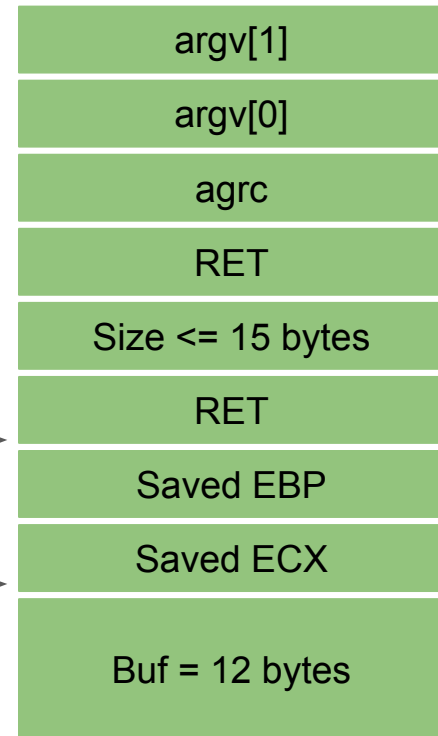 argv[1]
argv[0]
agrc
RET
Size <= 15 bytes
RET
Saved EBP
Saved ECX
Buf = 12 bytes